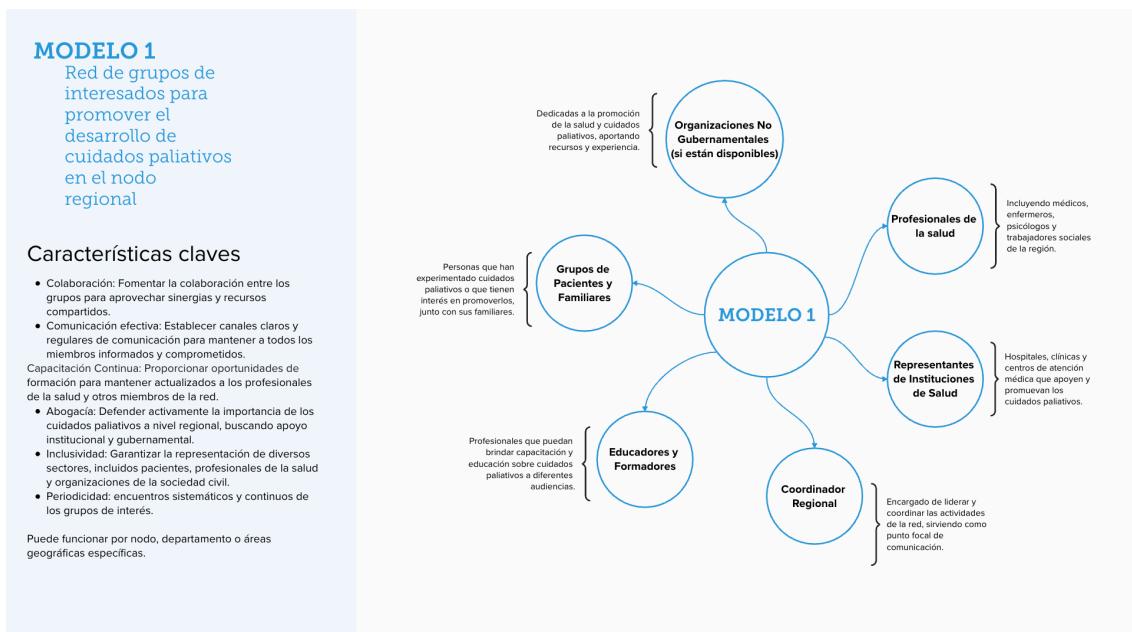 MODELO 1
Red de grupos de
interesados para
promover el
desarrollo de
cuidados paliativos
en el nodo
regional
Características claves
• Colaboración: Fomentar la colaboración entre los
grupos para aprovechar sinergias y recursos
compartidos.
• Comunicación efectiva: Establecer canales claros y
regulares de comunicación para mantener a todos los
miembros informados y comprometidos.
Capacitación Continua: Proporcionar oportunidades de
formación para mantener actualizados a los profesionales
de la salud y otros miembros de la red.
• Abogacía: Defender activamente la importancia de los
cuidados paliativos a nivel regional, buscando apoyo
institucional y gubernamental.
• Inclusividad: Garantizar la representación de diversos
sectores, incluidos pacientes, profesionales de la salud
y organizaciones de la sociedad civil.
• Periodicidad: encuentros sistemáticos y continuos de
los grupos de interés.
Puede funcionar por nodo, departamento o áreas
geográficas específicas.
Dedicadas a la promoción
de la salud y cuidados
paliativos, aportando
recursos y experiencia.
Organizaciones No
Gubernamentales
(si están disponibles)
Profesionales de
la salud
Incluyendo médicos,
enfermeros,
psicólogos y
trabajadores sociales
de la región.
Personas que han
experimentado cuidados
paliativos o que tienen
interés en promoverlos,
junto con sus familiares.
Grupos de
Pacientes y
Familiares
MODELO 1
Representantes
de Instituciones
de Salud
Hospitales, clínicas y
centros de atención
médica que apoyen y
promuevan los
cuidados paliativos.
Profesionales que puedan
brindar capacitación y
educación sobre cuidados
paliativos a diferentes
audiencias.
Educadores y
Formadores
Coordinador
Regional
Encargado de liderar y
coordinar las actividades
de la red, sirviendo como
punto focal de
comunicación.